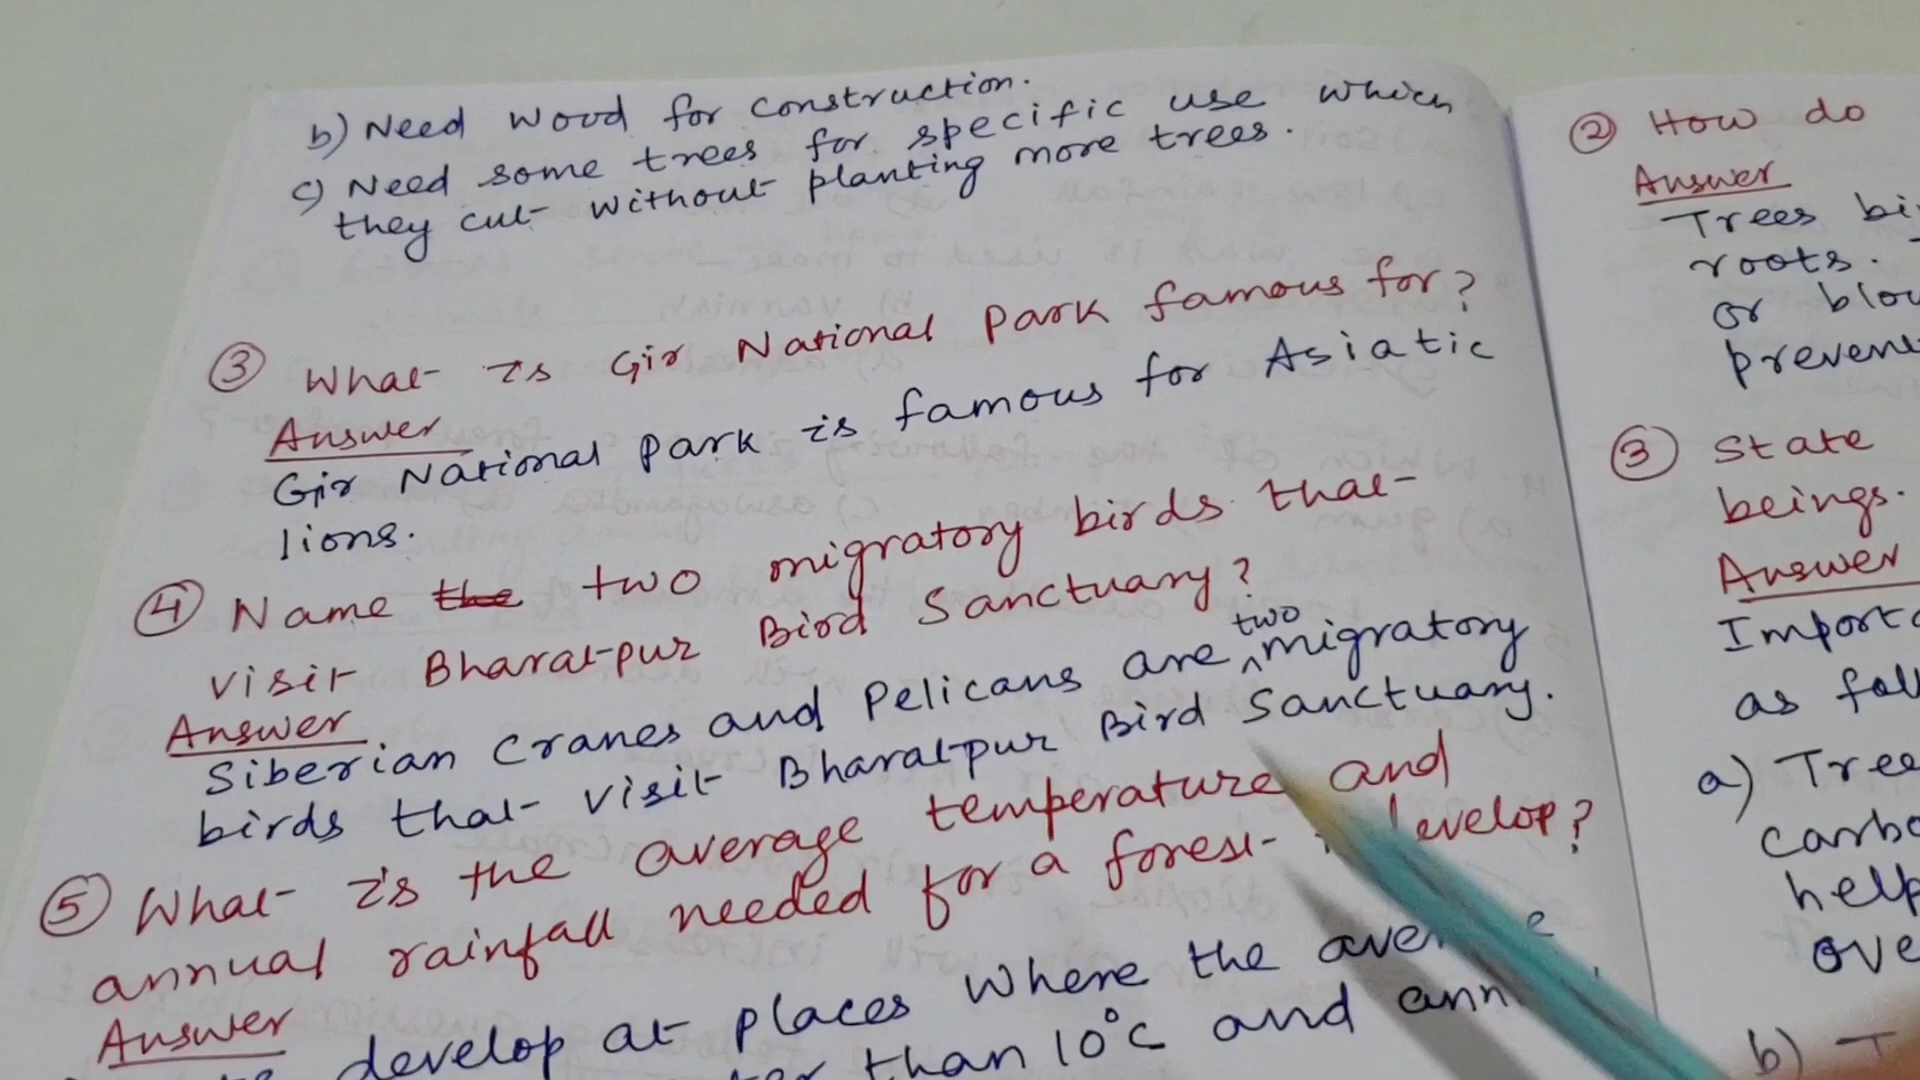 b) Need wood for construction.
c) Need some trees for specific use which
they cut without planting more trees.
③ What is Gir National Park famous for?
Answer
Gir National Park is famous for Asiatic
lions.
④ Name the two migratory birds that
visit Bharatpur Bird Sanctuary?
Answer
Siberian Cranes and Pelicans are two migratory
birds that visit Bharatpur Bird Sanctuary.
⑤ What is the average temperature and
annual rainfall needed for a forest develop?
Answer
develop at places where the
than 10°C and
② How do
Answer
Trees
roots.
or
③ State
beings.
Answer
as
a)
b)